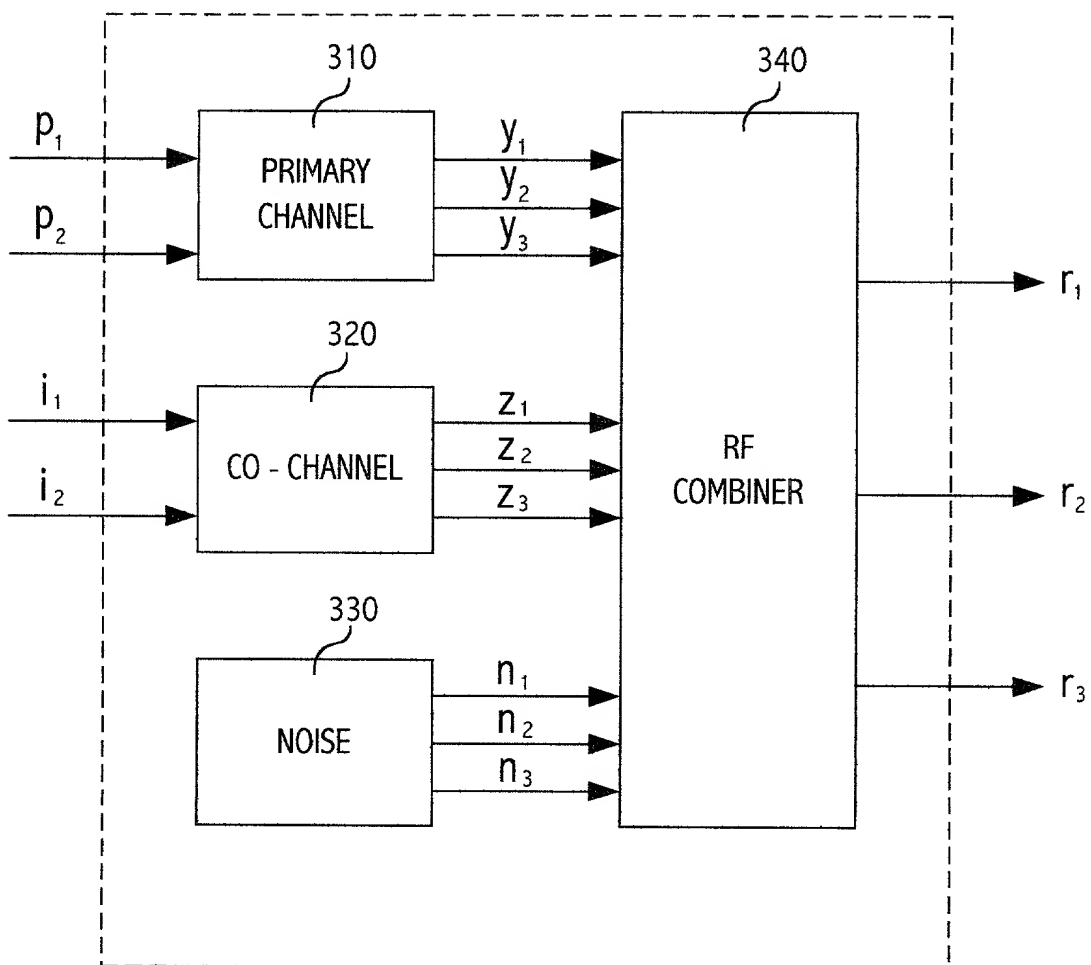 310
340
p₁
PRIMARY
CHANNEL
y₁
y₂
y₃
p₂
r₁
320
i₁
CO - CHANNEL
z₁
z₂
z₃
i₂
RF
COMBINER
r₂
330
NOISE
n₁
n₂
n₃
r₃